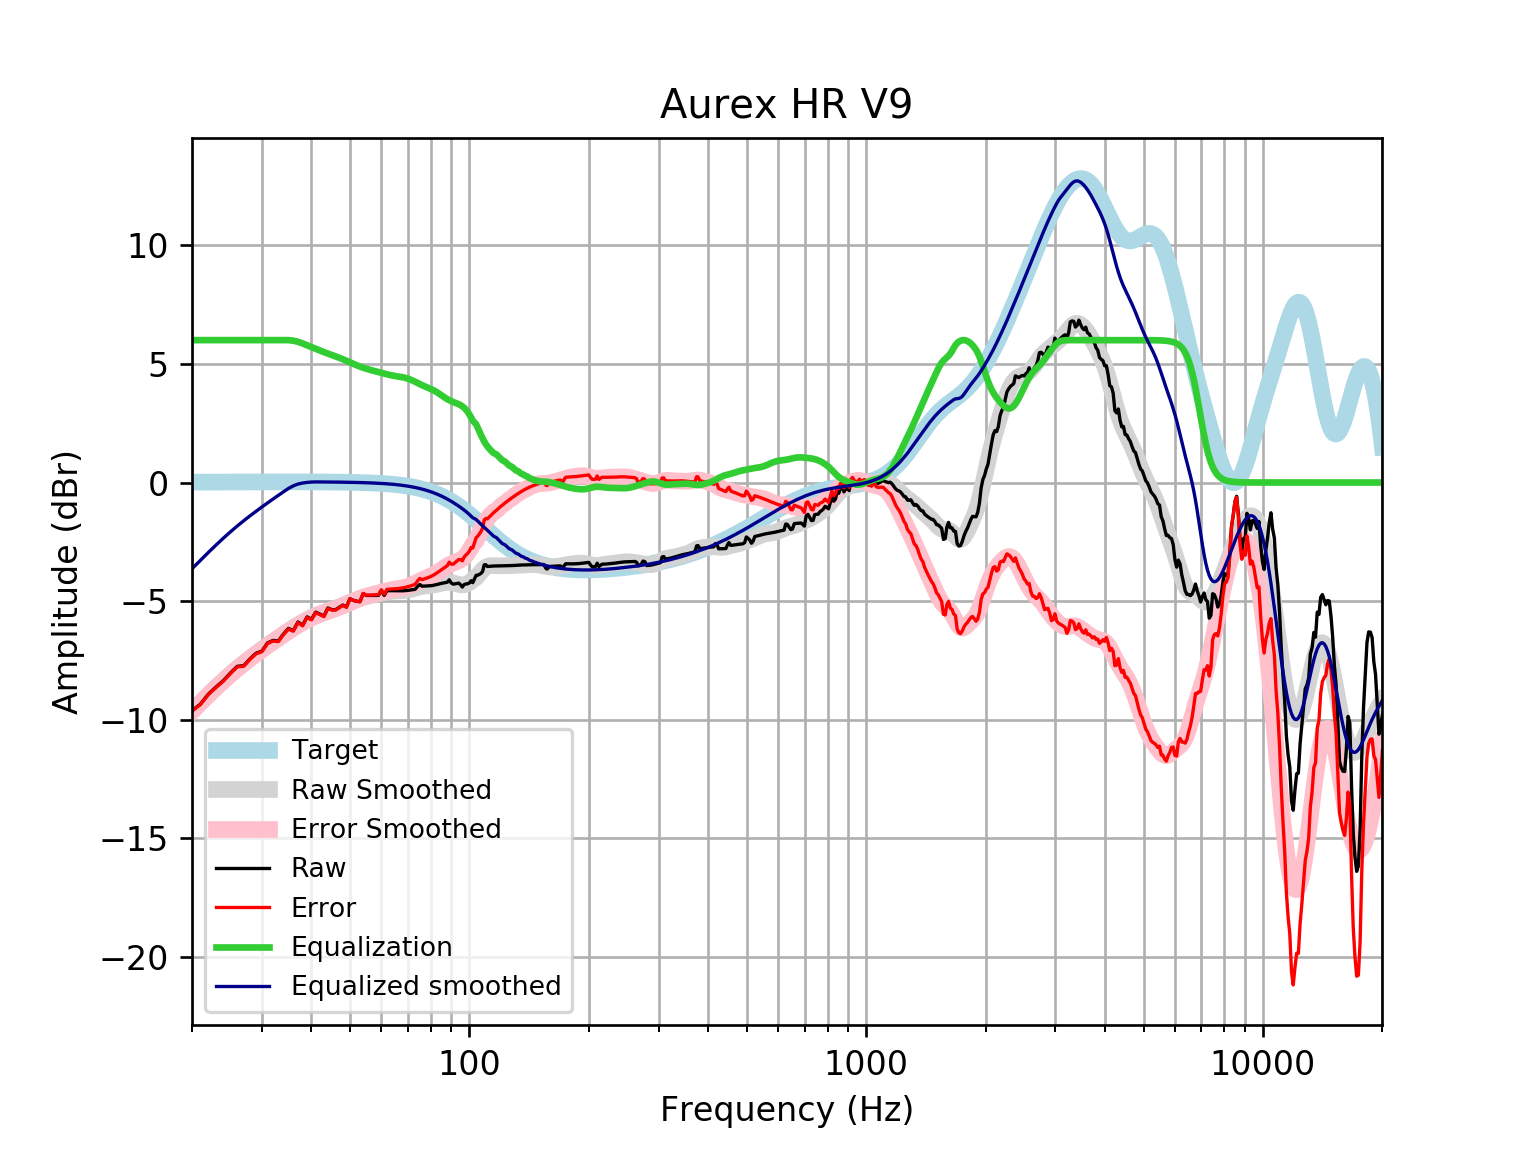 Aurex HR V9
Amplitude (dBr)
10
5
0
−5
−10
−15
−20
Target
Raw Smoothed
Error Smoothed
Raw
Error
Equalization
Equalized smoothed
100
1000
10000
Frequency (Hz)